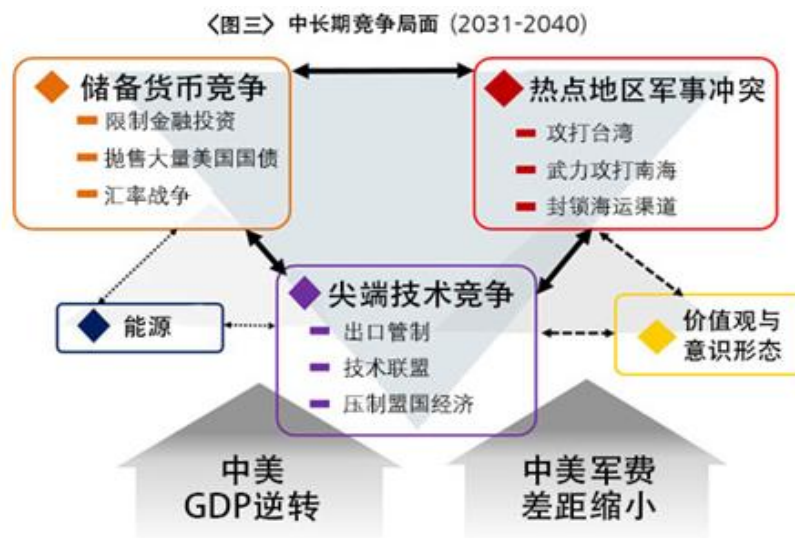 〈图三〉 中长期竞争局面 (2031-2040)
储备货币竞争
限制金融投资
抛售大量美国国债
汇率战争
热点地区军事冲突
攻打台湾
武力攻打南海
封锁海运渠道
尖端技术竞争
出口管制
技术联盟
压制盟国经济
能源
价值观与
意识形态
中美
GDP逆转
中美军费
差距缩小